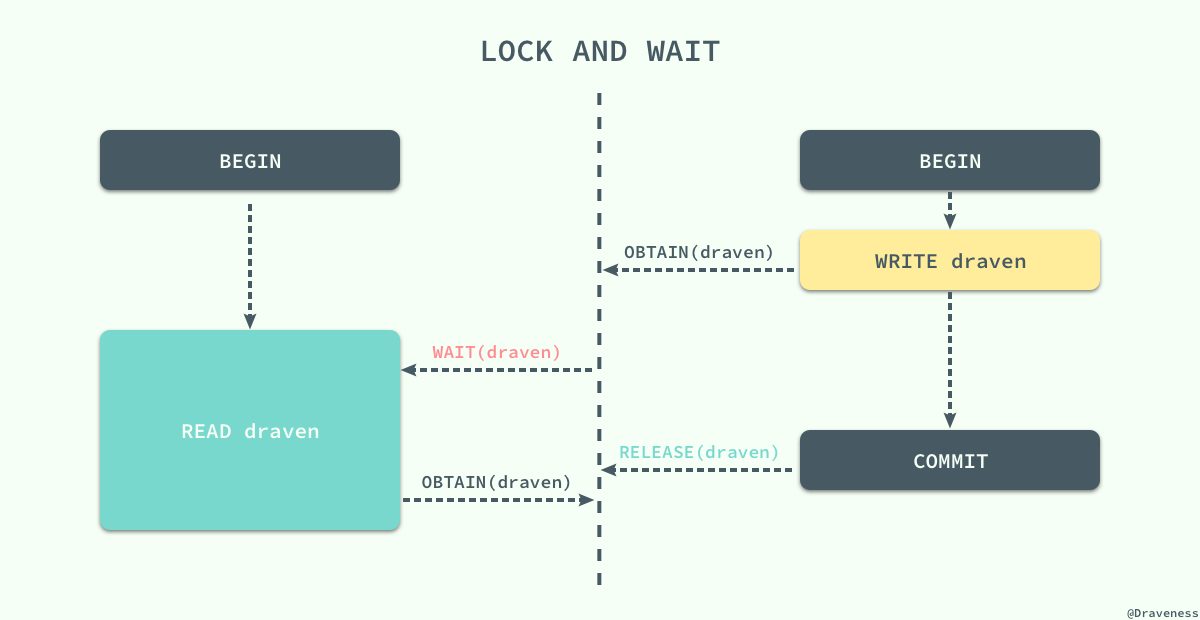 LOCK AND WAIT
BEGIN
BEGIN
OBTAIN(draven)
WRITE draven
WAIT(draven)
READ draven
RELEASE(draven)
COMMIT
OBTAIN(draven)
@Draveness